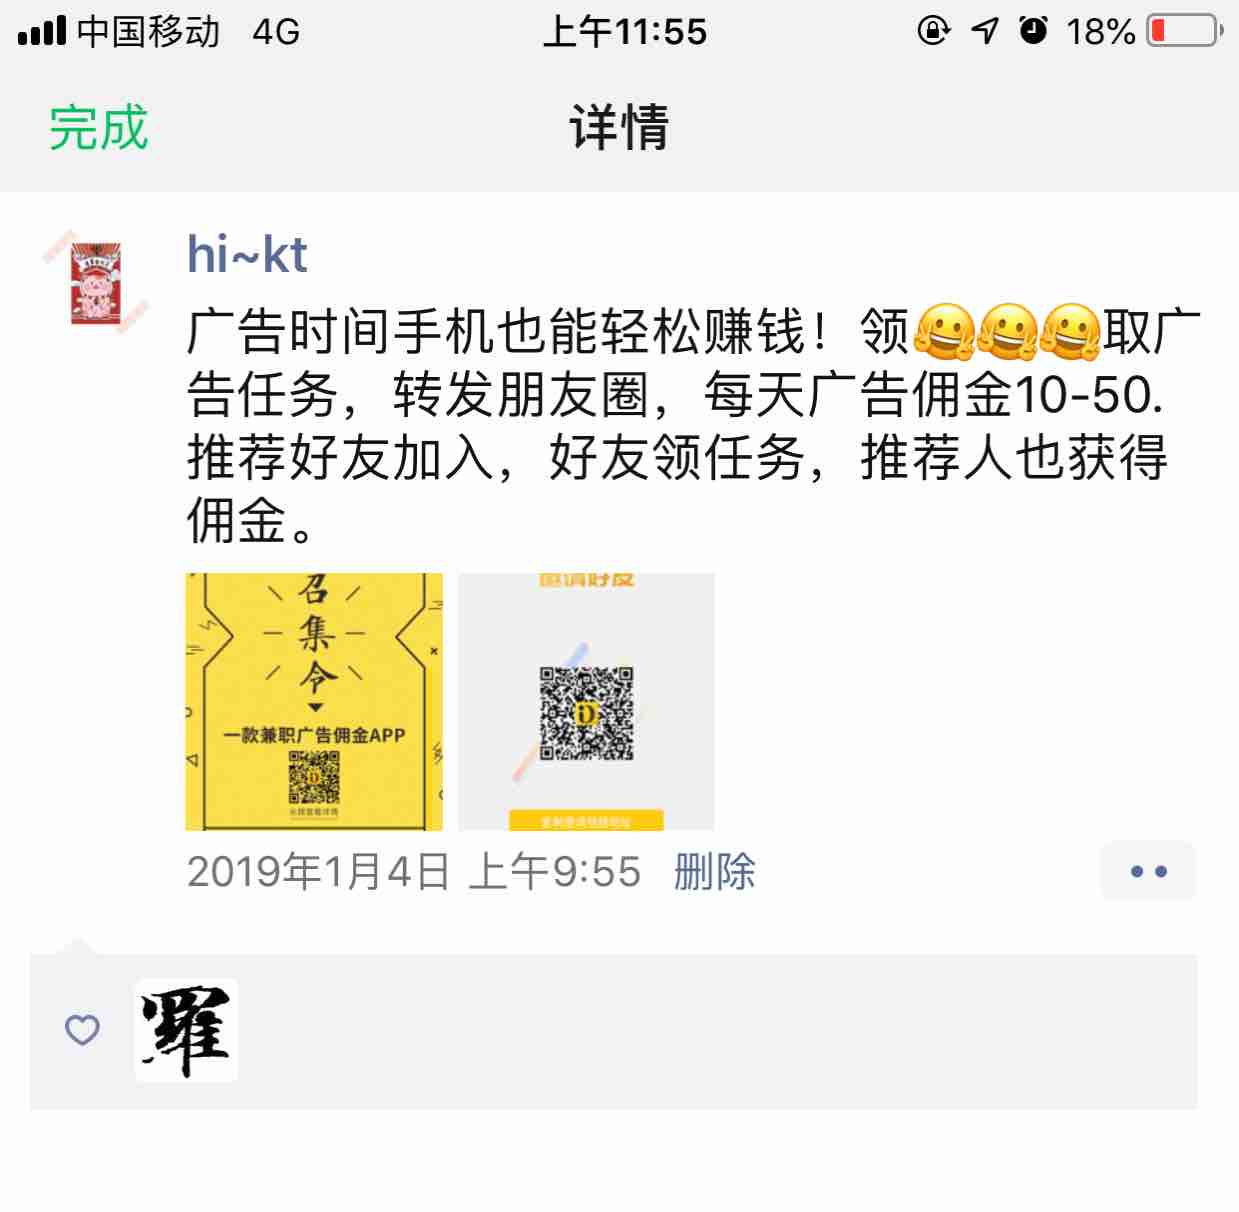 中国移动 4G 上午11:55 18%
完成 详情
hi~kt
广告时间手机也能轻松赚钱！领🤗🤗🤗取广
告任务，转发朋友圈，每天广告佣金10-50.
推荐好友加入，好友领任务，推荐人也获得
佣金。
召
集
令
一款兼职广告佣金APP
邀请好友
2019年1月4日 上午9:55 删除
羅